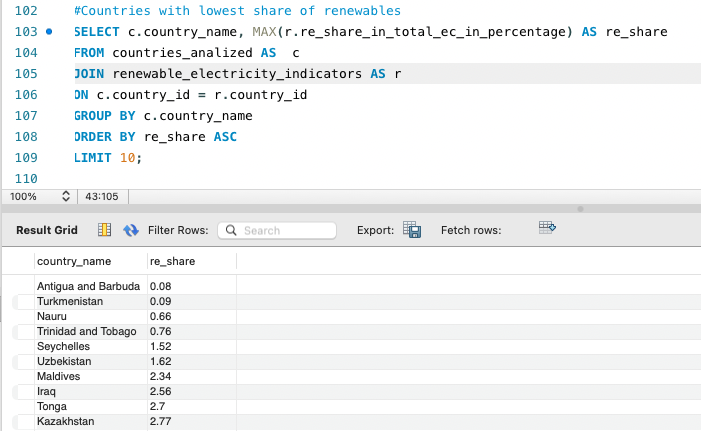 102 #Countries with lowest share of renewables
103 SELECT c.country_name, MAX(r.re_share_in_total_ec_in_percentage) AS re_share
104 FROM countries_analized AS  c
105 JOIN renewable_electricity_indicators AS r
106 ON c.country_id = r.country_id
107 GROUP BY c.country_name
108 ORDER BY re_share ASC
109 LIMIT 10;
110
100% 43:105
Result Grid Filter Rows: Search Export: Fetch rows:
country_name re_share
Antigua and Barbuda 0.08
Turkmenistan 0.09
Nauru 0.66
Trinidad and Tobago 0.76
Seychelles 1.52
Uzbekistan 1.62
Maldives 2.34
Iraq 2.56
Tonga 2.7
Kazakhstan 2.77